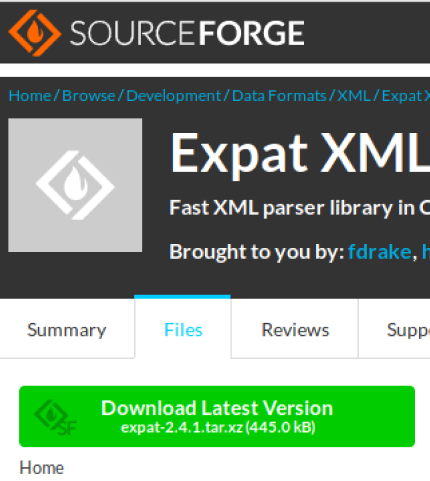 SOURCEFORGE
Home / Browse / Development / Data Formats / XML / Expat
Expat XML
Fast XML parser library in
Brought to you by: fdrake,
Summary Files Reviews
Download Latest Version
SF expat-2.4.1.tar.xz (445.0 kB)
Home